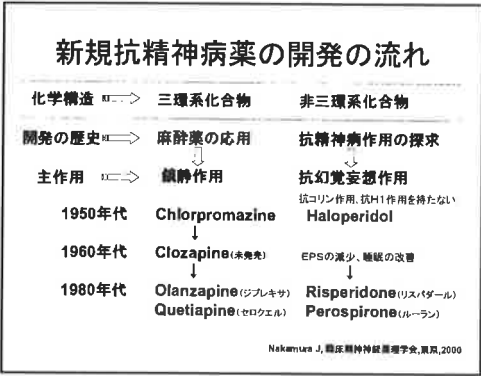 新規抗精神病薬の開発の流れ
化学構造 三環系化合物 非三環系化合物
開発の歴史 麻酔薬の応用 抗精神病作用の探求
主作用 鎮静作用 抗幻覚妄想作用
抗コリン作用、抗H1作用を持たない
1950年代 Chlorpromazine Haloperidol
1960年代 Clozapine(未発売) EPSの減少、睡眠の改善
1980年代 Olanzapine(ジプレキサ) Risperidone(リスパダール)
Quetiapine(セロクエル) Perospirone(ルーラン)
Nakamura J, 臨床精神神経薬理学会,東京,2000